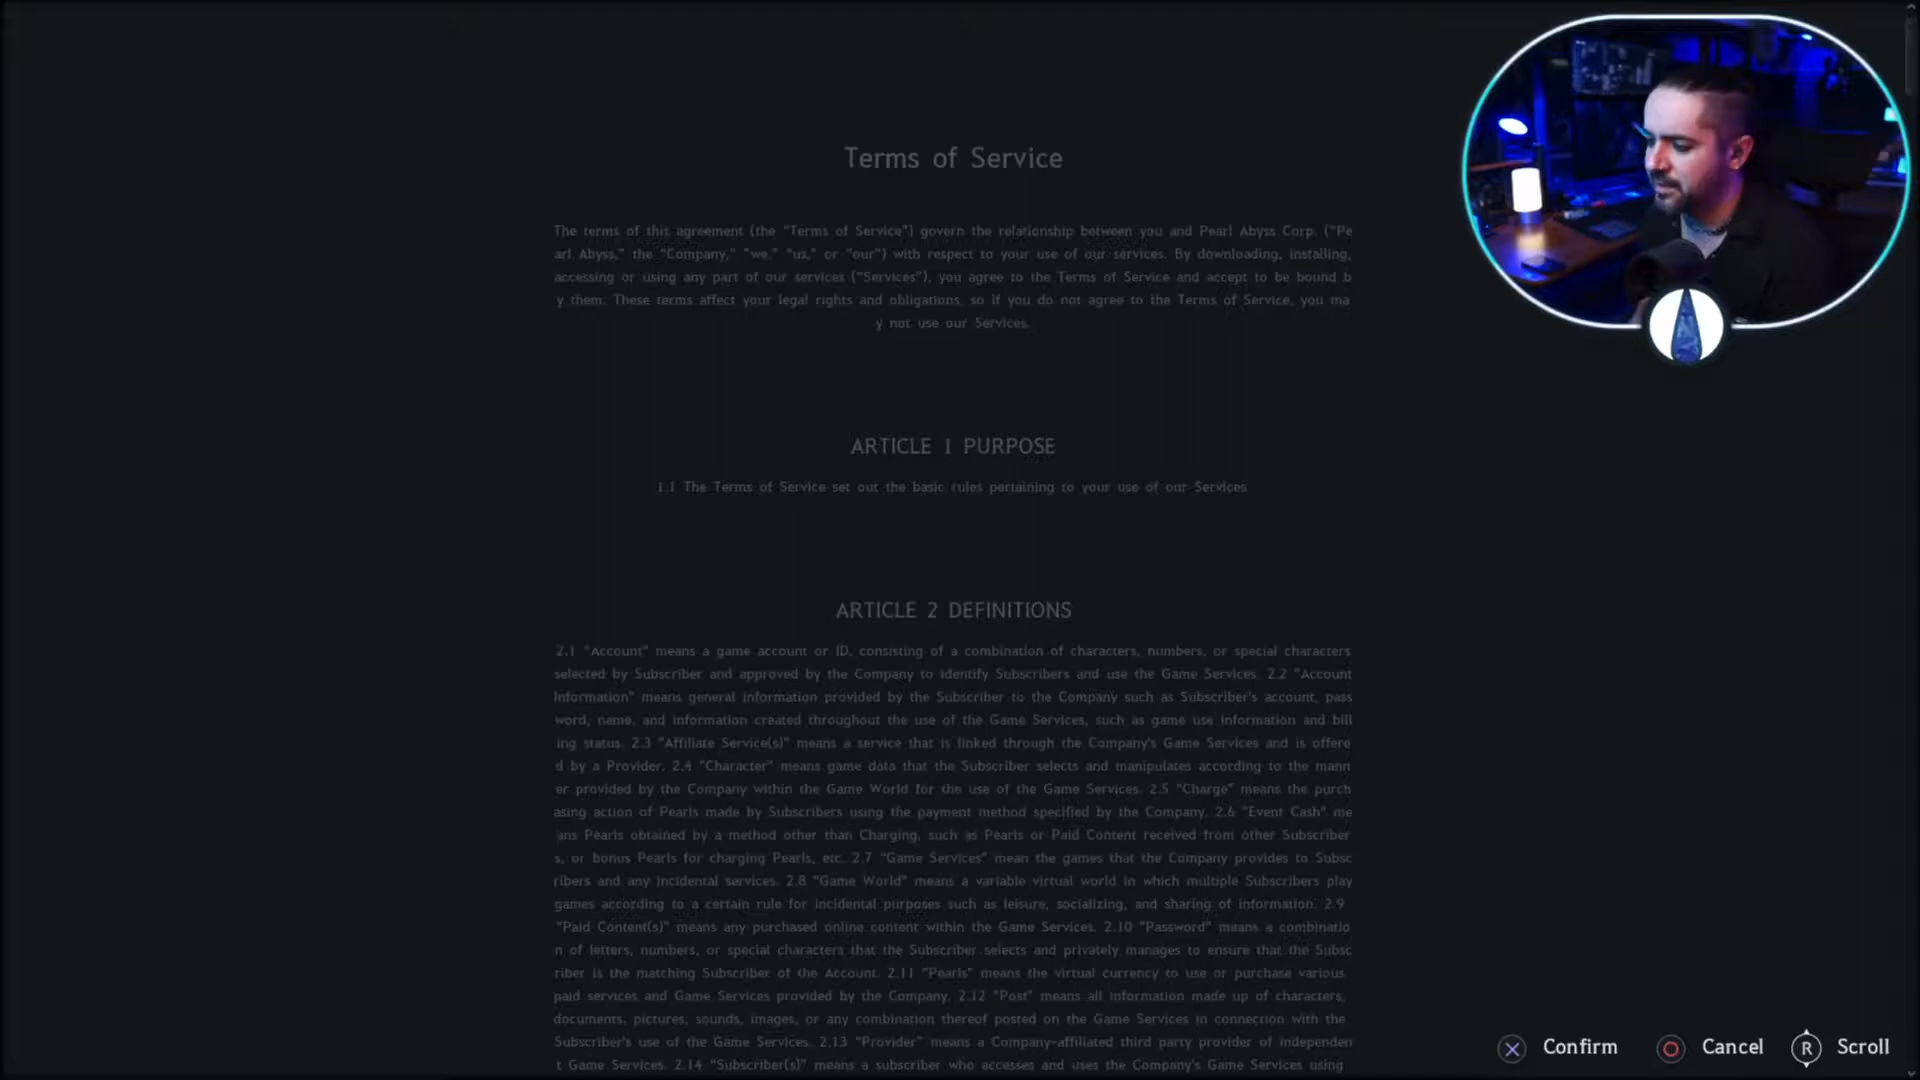 Terms of Service
The terms of this agreement (the "Terms of Service") govern the relationship between you and Pearl Abyss Corp. ("Pe
arl Abyss," the "Company," "we," "us," or "our") with respect to your use of our services. By downloading, installing,
accessing or using any part of our services ("Services"), you agree to the Terms of Service and accept to be bound b
y them. These terms affect your legal rights and obligations, so if you do not agree to the Terms of Service, you ma
y not use our Services.
ARTICLE 1 PURPOSE
1.1 The Terms of Service set out the basic rules pertaining to your use of our Services
ARTICLE 2 DEFINITIONS
2.1 "Account" means a game account or ID, consisting of a combination of characters, numbers, or special characters
selected by Subscriber and approved by the Company to identify Subscribers and use the Game Services. 2.2 "Account
Information" means general information provided by the Subscriber to the Company such as Subscriber's account, pass
word, name, and information created throughout the use of the Game Services, such as game use information and bill
ing status. 2.3 "Affiliate Service(s)" means a service that is linked through the Company's Game Services and is offere
d by a Provider. 2.4 "Character" means game data that the Subscriber selects and manipulates according to the mann
er provided by the Company within the Game World for the use of the Game Services. 2.5 "Charge" means the purch
asing action of Pearls made by Subscribers using the payment method specified by the Company. 2.6 "Event Cash" me
ans Pearls obtained by a method other than Charging, such as Pearls or Paid Content received from other Subscriber
s, or bonus Pearls for charging Pearls, etc. 2.7 "Game Services" mean the games that the Company provides to Subsc
ribers and any incidental services. 2.8 "Game World" means a variable virtual world in which multiple Subscribers play
games according to a certain rule for incidental purposes such as leisure, socializing, and sharing of information. 2.9
"Paid Content(s)" means any purchased online content within the Game Services. 2.10 "Password" means a combinatio
n of letters, numbers, or special characters that the Subscriber selects and privately manages to ensure that the Subsc
riber is the matching Subscriber of the Account. 2.11 "Pearls" means the virtual currency to use or purchase various
paid services and Game Services provided by the Company. 2.12 "Post" means all information made up of characters,
documents, pictures, sounds, images, or any combination thereof posted on the Game Services in connection with the
Subscriber's use of the Game Services. 2.13 "Provider" means a Company-affiliated third party provider of independen
t Game Services. 2.14 "Subscriber(s)" means a subscriber who accesses and uses the Company's Game Services using
Confirm
Cancel
R Scroll